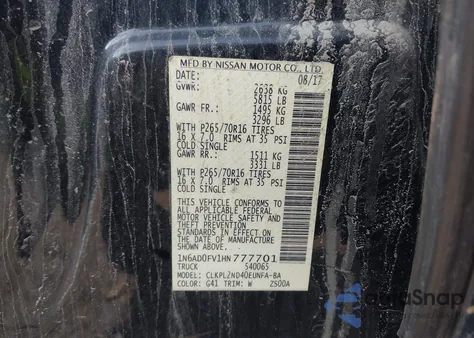 MFD BY NISSAN MOTOR CO., LTD.
DATE: 08/17
GVWR: 2638 KG
5815 LB
GAWR FR.: 1495 KG
3296 LB
WITH P265/70R16 TIRES
16 X 7.0 RIMS AT 35 PSI
COLD SINGLE
GAWR RR.: 1511 KG
3331 LB
WITH P265/70R16 TIRES
16 X 7.0 RIMS AT 35 PSI
COLD SINGLE
THIS VEHICLE CONFORMS TO
ALL APPLICABLE FEDERAL
MOTOR VEHICLE SAFETY AND
THEFT PREVENTION
STANDARDS IN EFFECT ON
THE DATE OF MANUFACTURE
SHOWN ABOVE
1N6AD0FV1HN777701
TRUCK 540065
MODEL: CLKPL2ND40EUNFA-BA
COLOR: G41 TRIM: W ZS00A